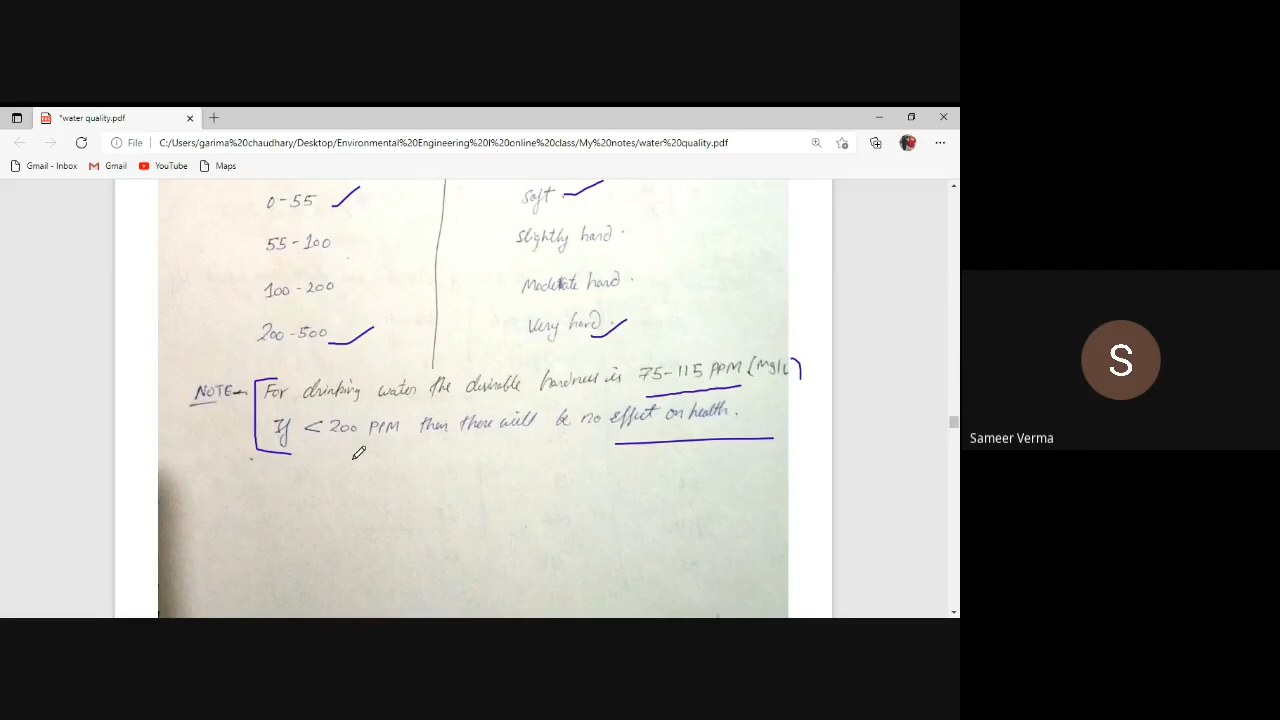 *water quality.pdf
File C:/Users/garima%20chaudhary/Desktop/Environmental%20Engineering%20I%20online%20class/My%20notes/water%20quality.pdf
Gmail - Inbox Gmail YouTube Maps
0-55 Soft
55-100 Slightly hard
100-200 Moderate hard
200-500 Very hard
NOTE- For drinking water the desirable hardness is 75-115 PPM (mg/L)
If < 200 PPM then there will be no effect on health.
S
Sameer Verma